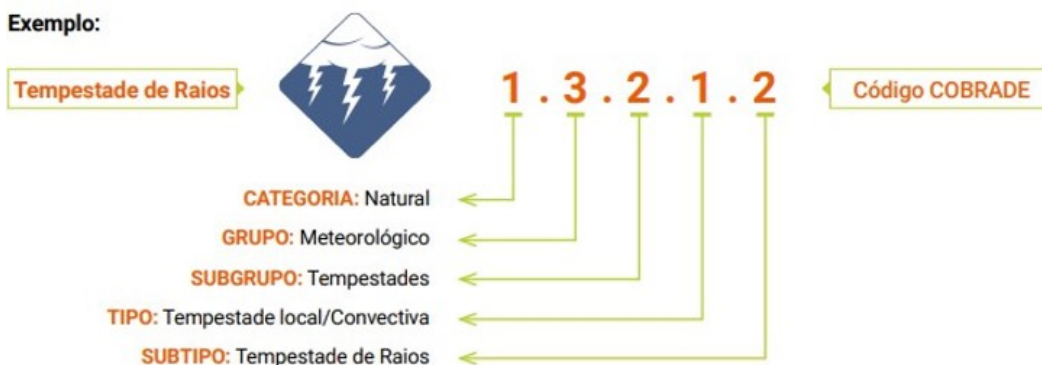 Exemplo:
Tempestade de Raios
1 . 3 . 2 . 1 . 2
Código COBRADE
CATEGORIA: Natural
GRUPO: Meteorológico
SUBGRUPO: Tempestades
TIPO: Tempestade local/Convectiva
SUBTIPO: Tempestade de Raios